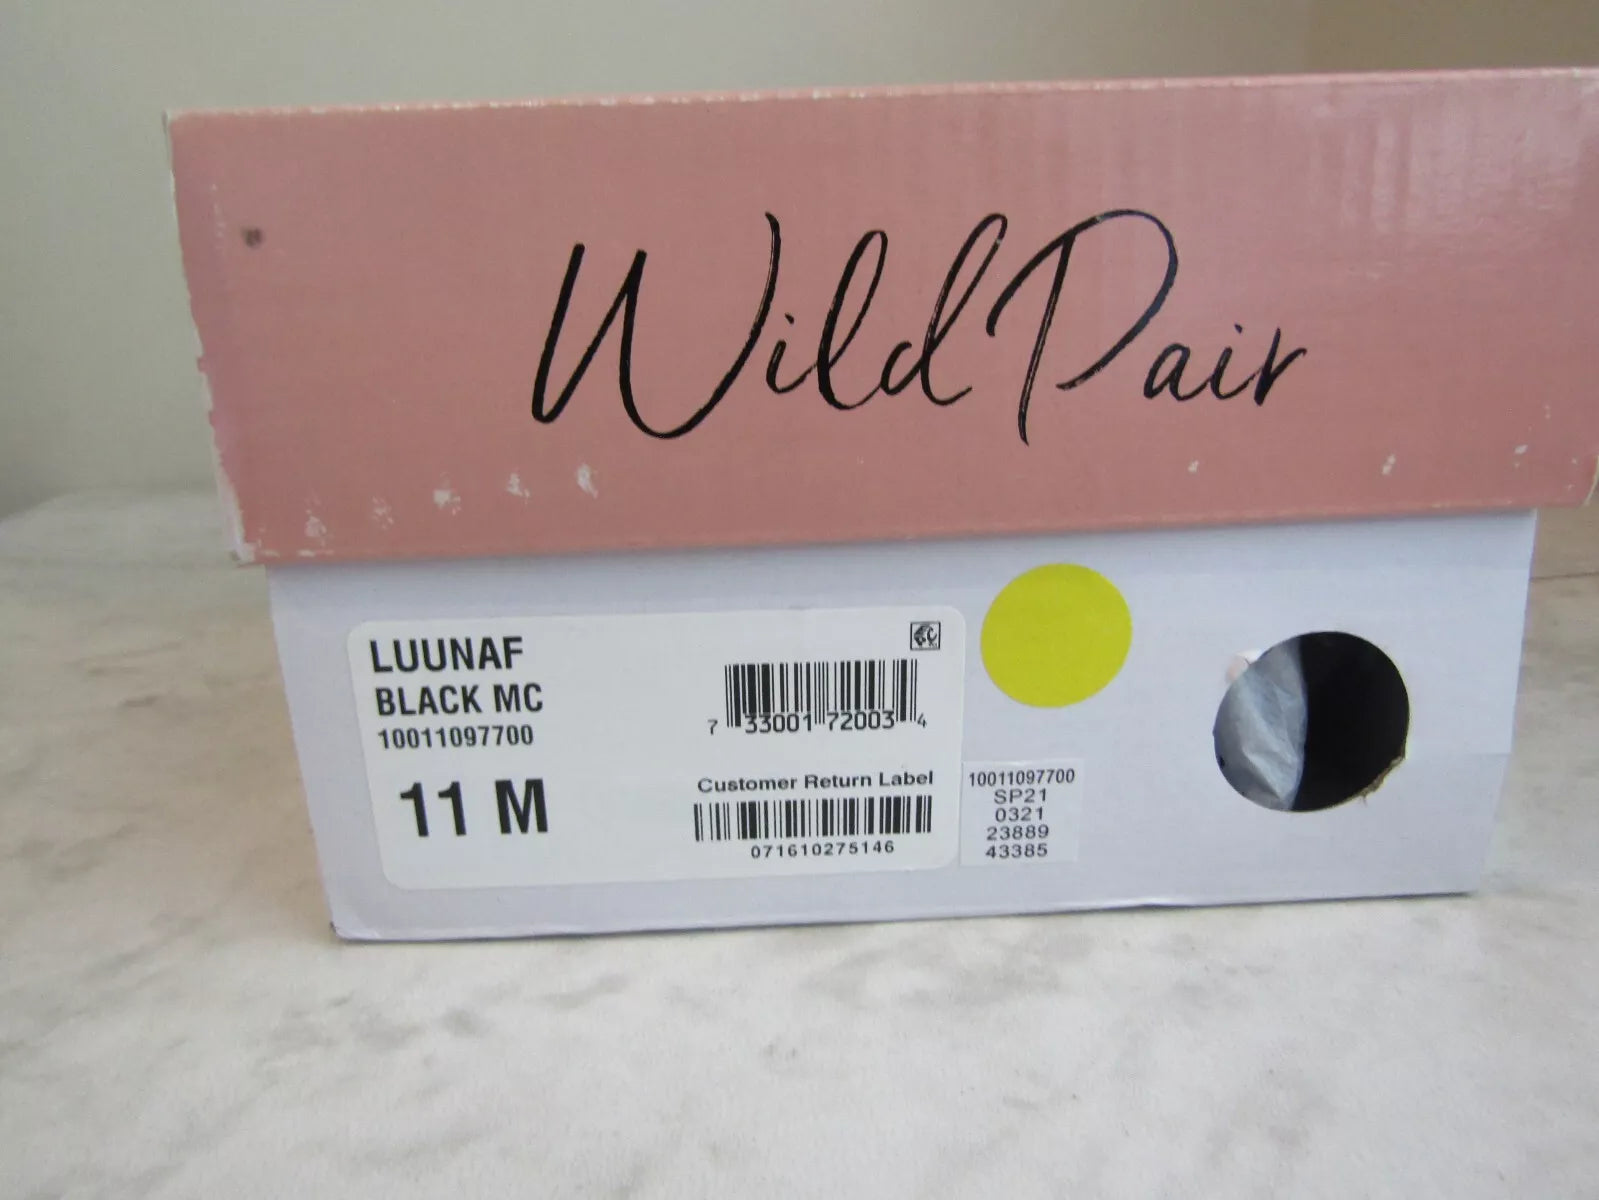 Wild Pair
LUUNAF
BLACK MC
10011097700
11 M
7 33001 72003 4
Customer Return Label
071610275146
10011097700
SP21
0321
23889
43385